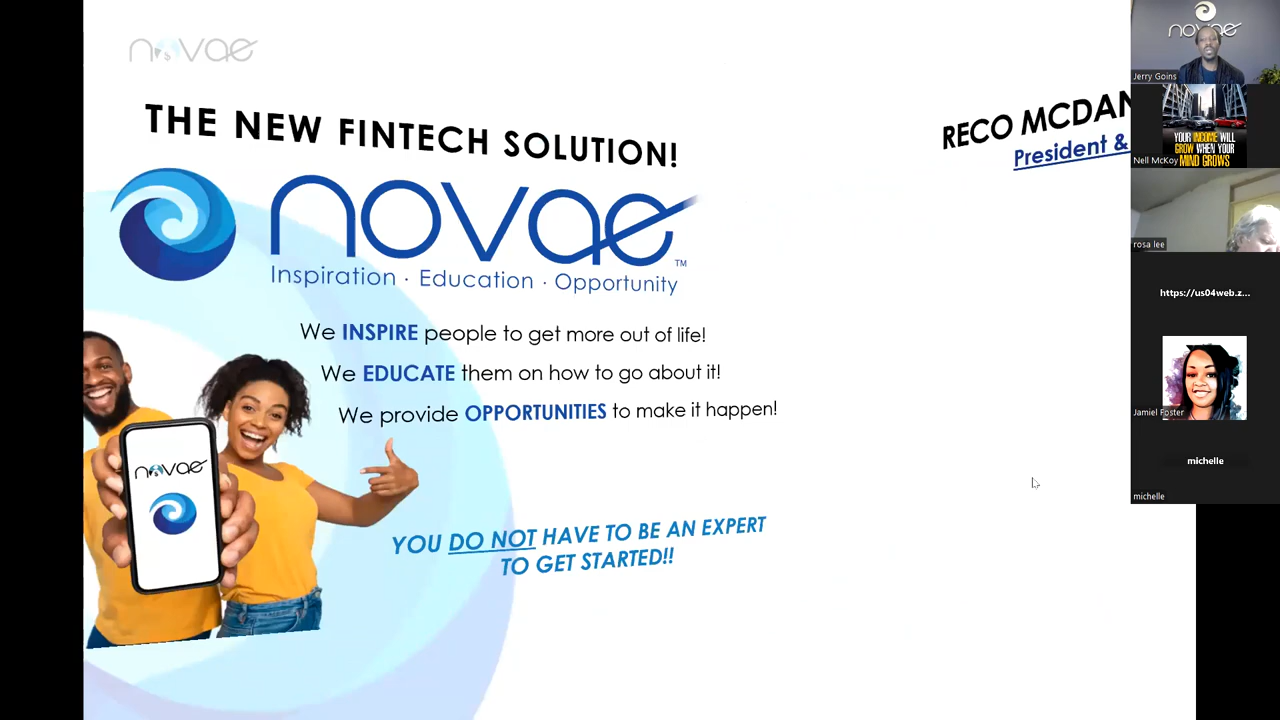 novae
THE NEW FINTECH SOLUTION!
novae
TM
Inspiration · Education · Opportunity
We INSPIRE people to get more out of life!
We EDUCATE them on how to go about it!
We provide OPPORTUNITIES to make it happen!
novae
YOU DO NOT HAVE TO BE AN EXPERT
TO GET STARTED!!
RECO
President &
novae
Jerry Goins
YOUR INCOME WILL
GROW WHEN YOUR
MIND GROWS
Nell McKoy
rosa lee
https://us04web.z...
Jamiel Foster
michelle
michelle